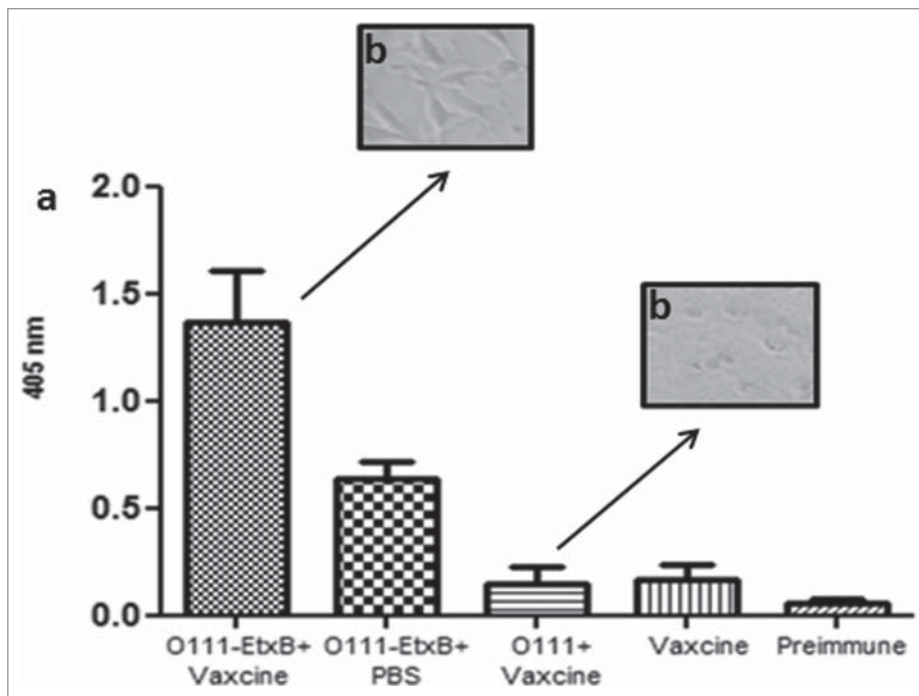 b
a
2.0
1.5
b
1.0
405 nm
0.5
0.0
O111-EtxB+ O111-EtxB+ O111+ Vaxcine Preimmune
Vaxcine PBS Vaxcine